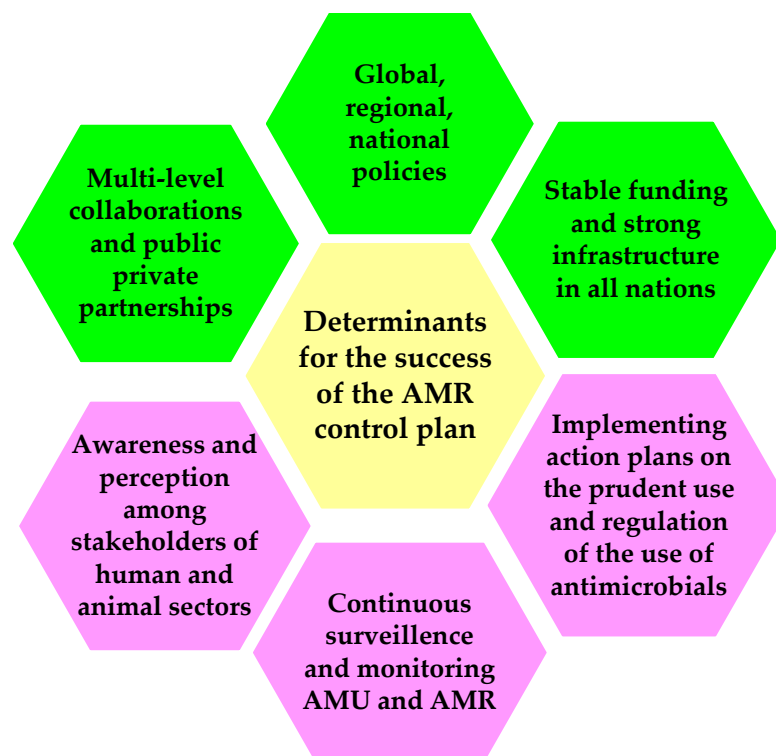 Global,
regional,
national
policies
Multi-level
collaborations
and public
private
partnerships
Stable funding
and strong
infrastructure
in all nations
Determinants
for the success
of the AMR
control plan
Awareness and
perception
among
stakeholders of
human and
animal sectors
Implementing
action plans on
the prudent use
and regulation
of the use of
antimicrobials
Continuous
surveillence
and monitoring
AMU and AMR